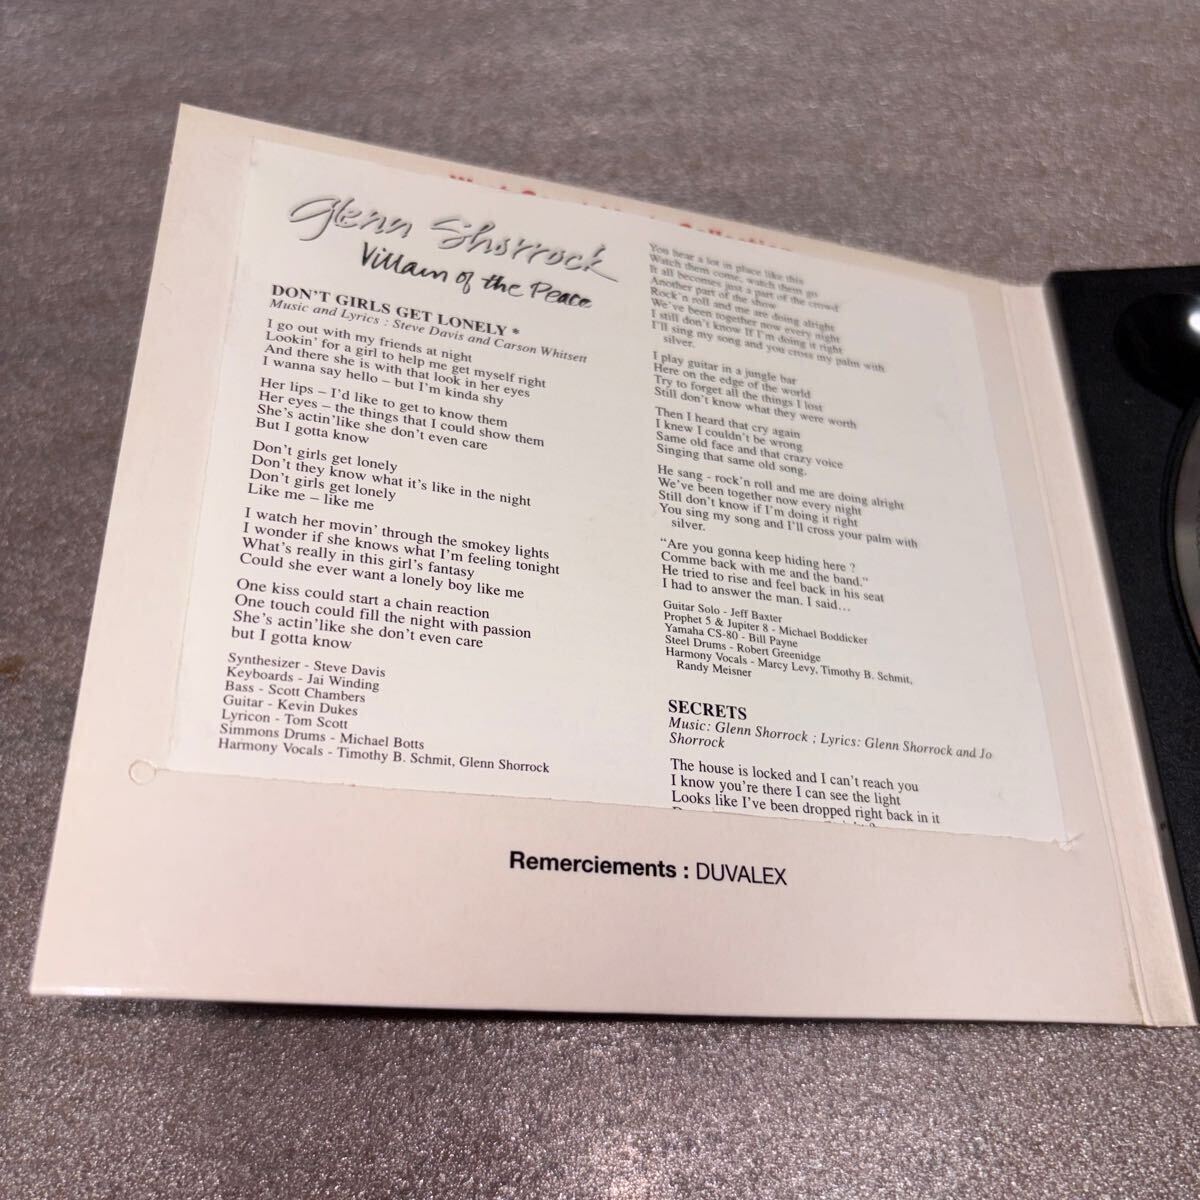 Glenn Shorrock
Villain of the Peace
DON'T GIRLS GET LONELY *
Music and Lyrics : Steve Davis and Carson Whitsett
I go out with my friends at night
Lookin' for a girl to help me get myself right
And there she is with that look in her eyes
I wanna say hello – but I'm kinda shy
Her lips – I'd like to get to know them
Her eyes – the things that I could show them
She's actin'like she don't even care
But I gotta know
Don't girls get lonely
Don't they know what it's like in the night
Don't girls get lonely
Like me – like me
I watch her movin' through the smokey lights
I wonder if she knows what I'm feeling tonight
What's really in this girl's fantasy
Could she ever want a lonely boy like me
One kiss could start a chain reaction
One touch could fill the night with passion
She's actin'like she don't even care
but I gotta know
Synthesizer - Steve Davis
Keyboards - Jai Winding
Bass - Scott Chambers
Guitar - Kevin Dukes
Lyricon - Tom Scott
Simmons Drums - Michael Botts
Harmony Vocals - Timothy B. Schmit, Glenn Shorrock
You hear a lot in place like this
Watch them come, watch them go
It all becomes just a part of the crowd
Another part of the show
Rock'n roll and me are doing alright
We've been together now every night
I still don't know If I'm doing it right
I'll sing my song and you cross my palm with
silver.
I play guitar in a jungle bar
Here on the edge of the world
Try to forget all the things I lost
Still don't know what they were worth
Then I heard that cry again
I knew I couldn't be wrong
Same old face and that crazy voice
Singing that same old song.
He sang - rock'n roll and me are doing alright
We've been together now every night
Still don't know if I'm doing it right
You sing my song and I'll cross your palm with
silver.
"Are you gonna keep hiding here ?
Comme back with me and the band."
He tried to rise and feel back in his seat
I had to answer the man. I said...
Guitar Solo - Jeff Baxter
Prophet 5 & Jupiter 8 - Michael Boddicker
Yamaha CS-80 - Bill Payne
Steel Drums - Robert Greenidge
Harmony Vocals - Marcy Levy, Timothy B. Schmit,
Randy Meisner
SECRETS
Music: Glenn Shorrock ; Lyrics: Glenn Shorrock and Jo
Shorrock
The house is locked and I can't reach you
I know you're there I can see the light
Looks like I've been dropped right back in it
Remerciements : DUVALEX